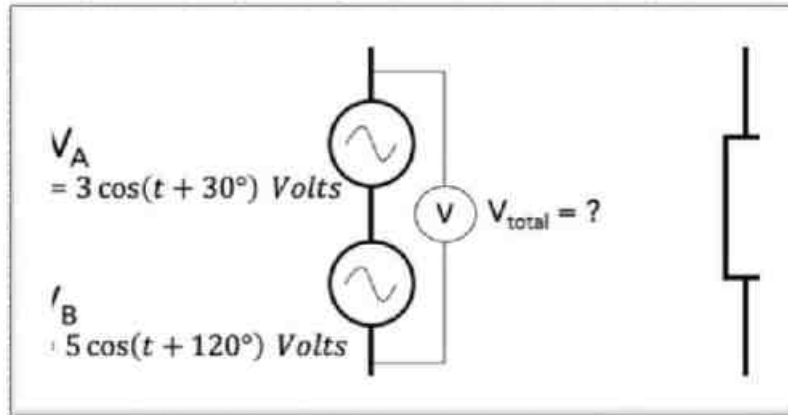 V_A
= 3 cos(t + 30°) Volts
V V_total = ?
B
5 cos(t + 120°) Volts